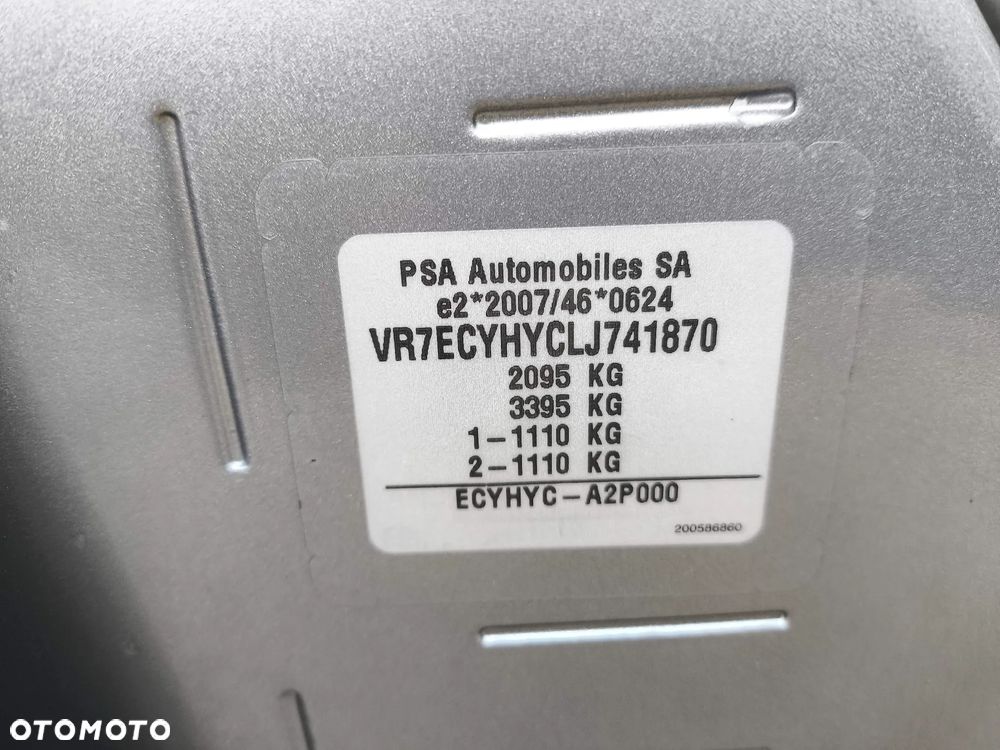 PSA Automobiles SA
e2*2007/46*0624
VR7ECYHYCLJ741870
2095 KG
3395 KG
1-1110 KG
2-1110 KG
ECYHYC-A2P000
200586860
OTOMOTO